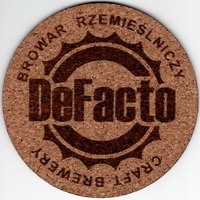 BROWAR RZEMIEŚLNICZY
DeFacto
CRAFT BREWERY